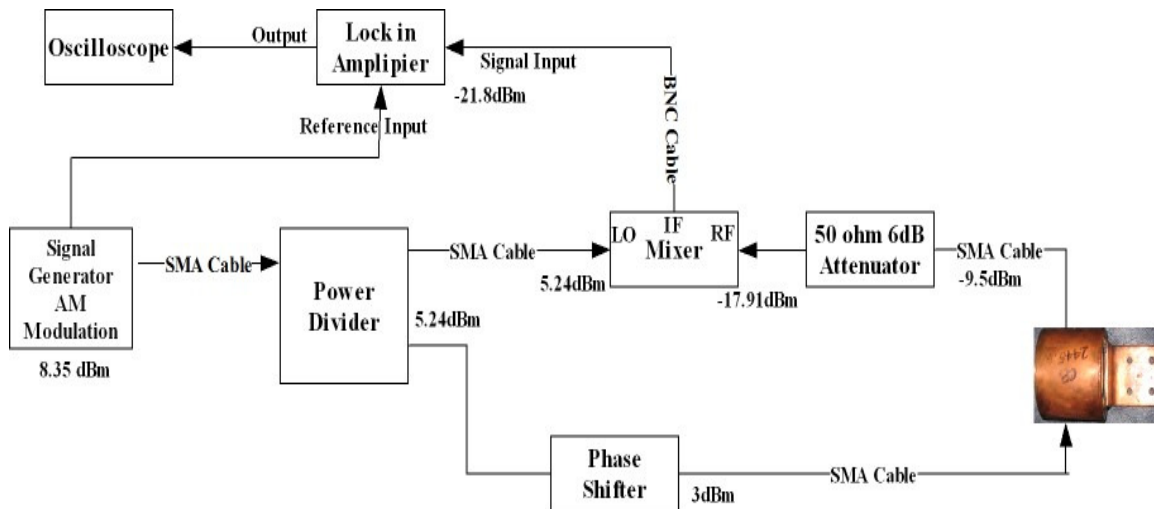 Oscilloscope
Output
Lock in
Amplipier
Signal Input
-21.8dBm
BNC Cable
Reference Input
Signal
Generator
AM
Modulation
8.35 dBm
SMA Cable
Power
Divider
SMA Cable
5.24dBm
5.24dBm
LO
IF
RF
Mixer
-17.91dBm
50 ohm 6dB
Attenuator
SMA Cable
-9.5dBm
Phase
Shifter
3dBm
SMA Cable